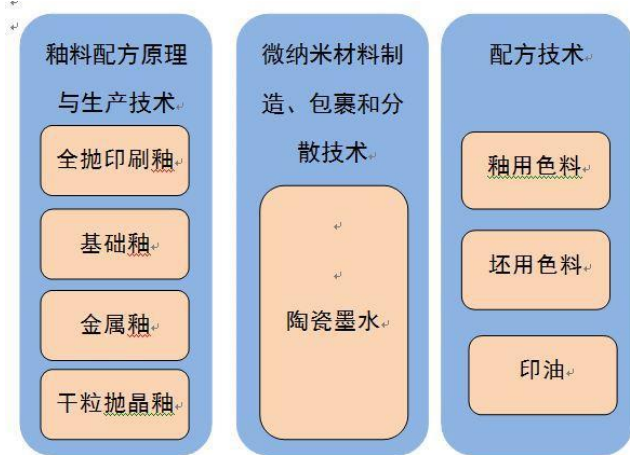 釉料配方原理
与生产技术
全抛印刷釉
基础釉
金属釉
干粒抛晶釉
微纳米材料制
造、包裹和分
散技术
陶瓷墨水
配方技术
釉用色料
坯用色料
印油